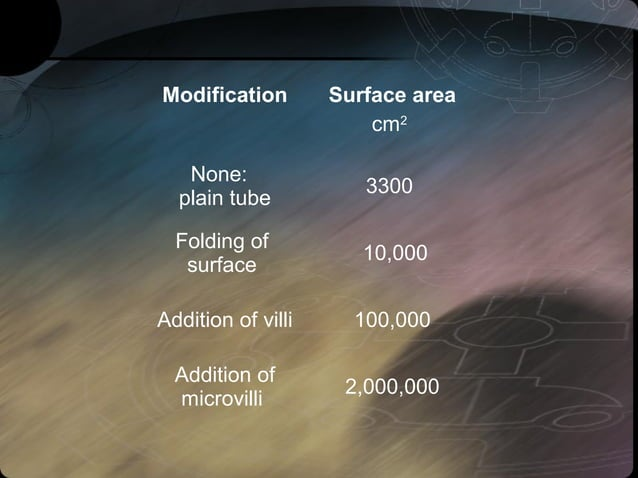 Modification Surface area
cm²
None:
plain tube 3300
Folding of
surface 10,000
Addition of villi 100,000
Addition of
microvilli 2,000,000